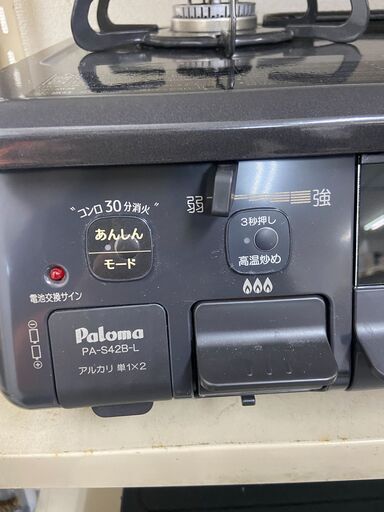 "コンロ30分消火"
あんしん
モード
弱 強
3秒押し
高温炒め
電池交換サイン
Paloma
PA-S42B-L
アルカリ 単1×2